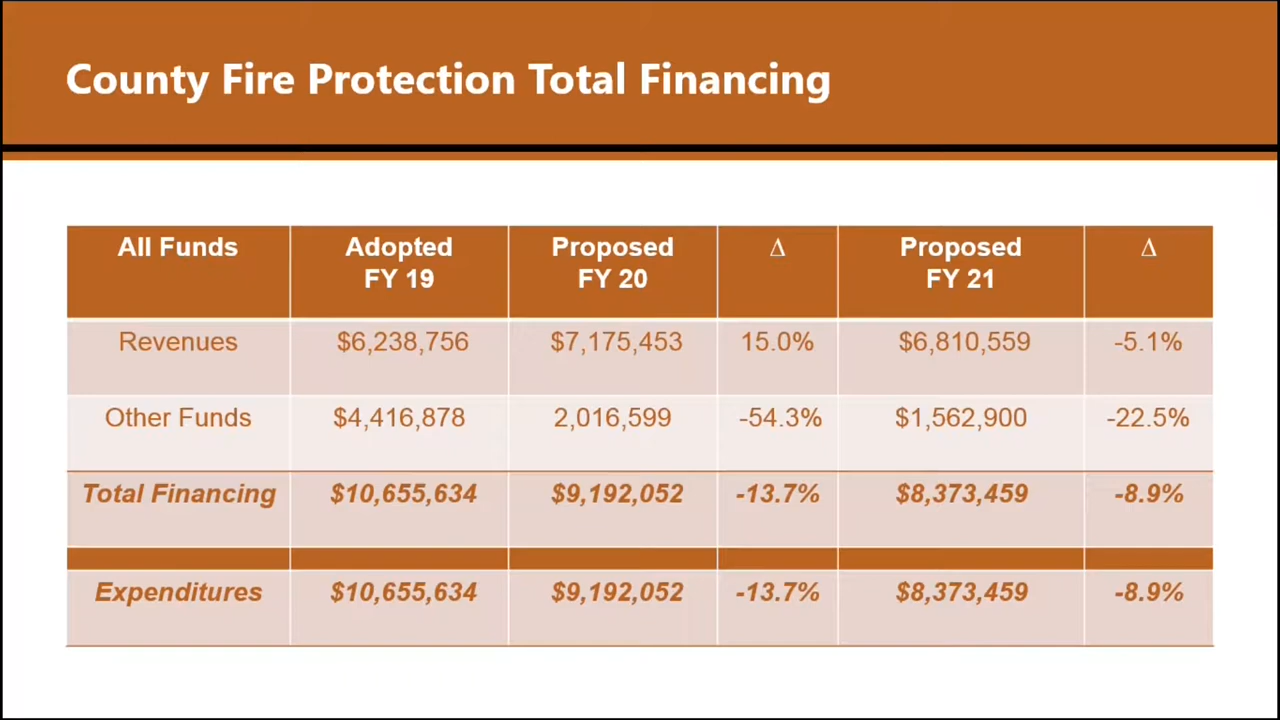 County Fire Protection Total Financing
All Funds Adopted FY 19 Proposed FY 20 Δ Proposed FY 21 Δ
Revenues $6,238,756 $7,175,453 15.0% $6,810,559 -5.1%
Other Funds $4,416,878 2,016,599 -54.3% $1,562,900 -22.5%
Total Financing $10,655,634 $9,192,052 -13.7% $8,373,459 -8.9%
Expenditures $10,655,634 $9,192,052 -13.7% $8,373,459 -8.9%